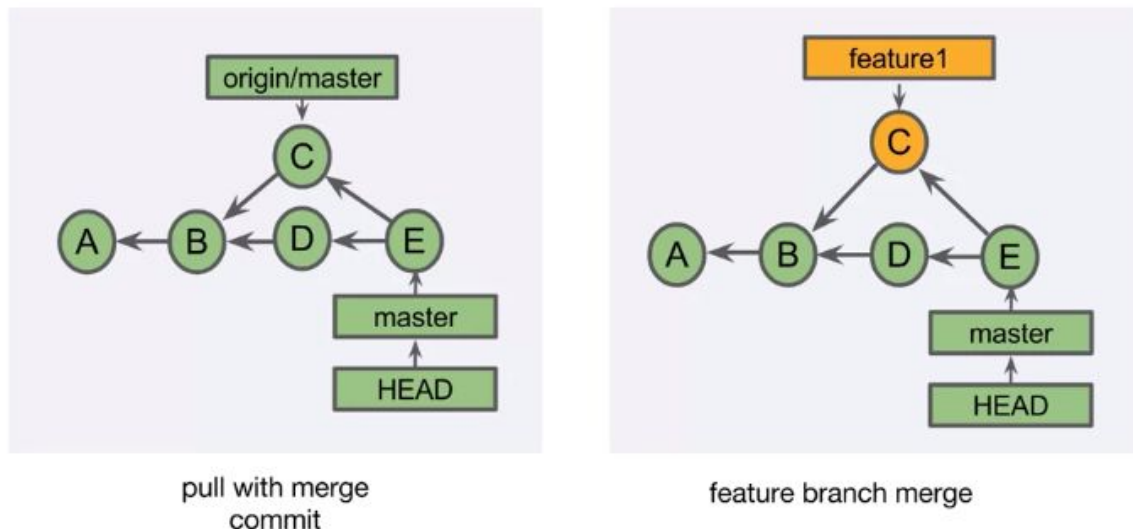 origin/master
C
A
B
D
E
master
HEAD
pull with merge
commit
feature1
C
A
B
D
E
master
HEAD
feature branch merge